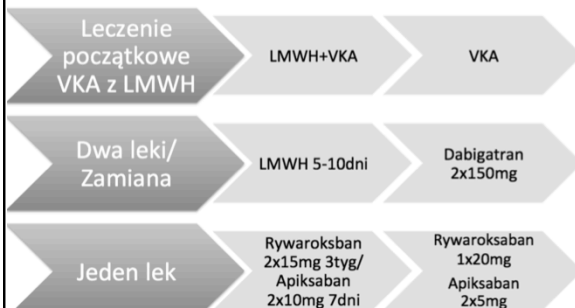 Leczenie
początkowe
VKA z LMWH
LMWH+VKA
VKA
Dwa leki/
Zamiana
LMWH 5-10dni
Dabigatran
2x150mg
Jeden lek
Rywaroksban
2x15mg 3tyg/
Apiksaban
2x10mg 7dni
Rywaroksaban
1x20mg
Apiksaban
2x5mg